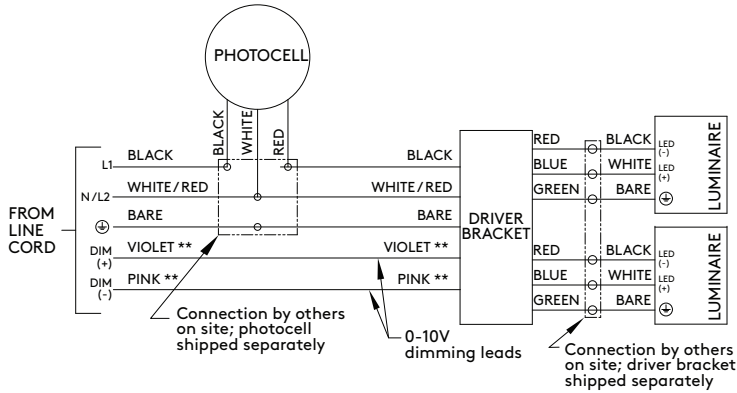 PHOTOCELL
BLACK
WHITE
RED
FROM
LINE
CORD
L1
BLACK
BLACK
N/L2
WHITE/RED
WHITE/RED
BARE
BARE
DIM
(+)
VIOLET **
VIOLET **
DIM
(-)
PINK **
PINK **
Connection by others
on site; photocell
shipped separately
0-10V
dimming leads
DRIVER
BRACKET
RED
BLACK
LED
(-)
BLUE
WHITE
LED
(+)
GREEN
BARE
LUMINAIRE
RED
BLACK
LED
(-)
BLUE
WHITE
LED
(+)
GREEN
BARE
LUMINAIRE
Connection by others
on site; driver bracket
shipped separately